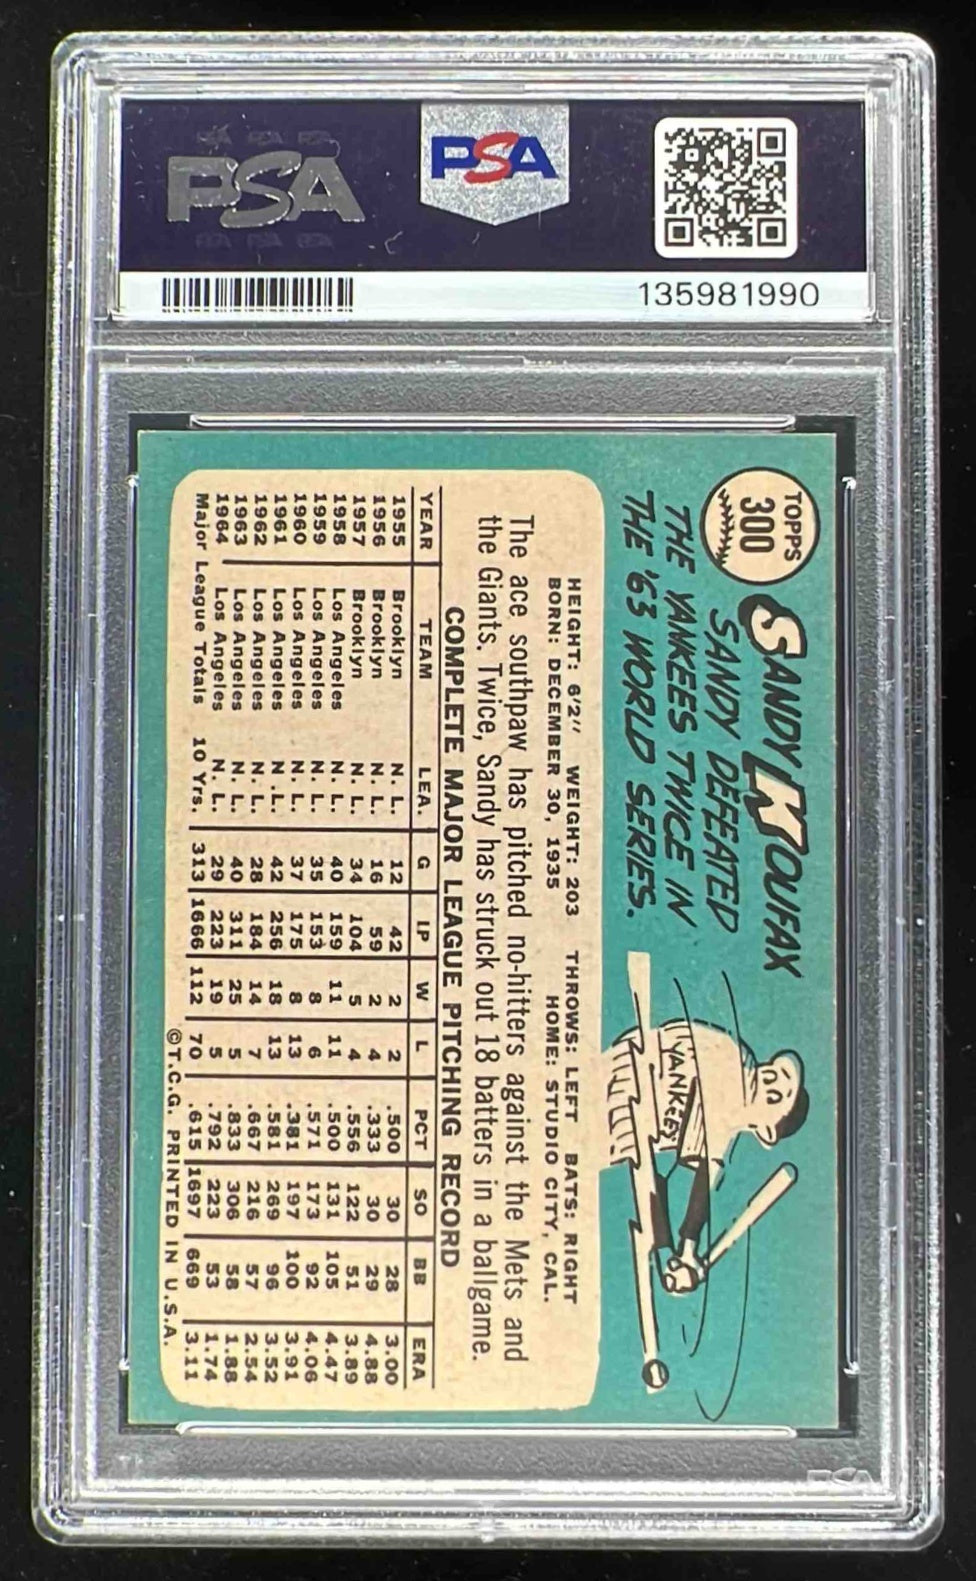 PSA PSA PSA
PSA
PSA PSA PSA
PSA
135981990
TOPPS
300
SANDY KOUFAX
SANDY DEFEATED
THE YANKEES TWICE IN
THE '63 WORLD SERIES.
YANKEES
HEIGHT: 6'2" WEIGHT: 203 THROWS: LEFT BATS: RIGHT
BORN: DECEMBER 30, 1935 HOME: STUDIO CITY, CAL.
The ace southpaw has pitched no-hitters against the Mets and
the Giants. Twice, Sandy has struck out 18 batters in a ballgame.
COMPLETE MAJOR LEAGUE PITCHING RECORD
YEAR TEAM LEA. G IP W L PCT SO BB ERA
1955 Brooklyn N. L. 12 42 2 2 .500 30 28 3.00
1956 Brooklyn N. L. 16 59 2 4 .333 30 29 4.88
1957 Brooklyn N. L. 34 104 5 4 .556 122 51 3.89
1958 Los Angeles N. L. 40 159 11 11 .500 131 105 4.47
1959 Los Angeles N. L. 35 153 8 6 .571 173 92 4.06
1960 Los Angeles N. L. 37 175 8 13 .381 197 100 3.91
1961 Los Angeles N. L. 42 256 18 13 .581 269 96 3.52
1962 Los Angeles N. L. 28 184 14 7 .667 216 57 2.54
1963 Los Angeles N. L. 40 311 25 5 .833 306 58 1.88
1964 Los Angeles N. L. 29 223 19 5 .792 223 53 1.74
Major League Totals 10 Yrs. 313 1666 112 70 .615 1697 669 3.11
©T.C.G. PRINTED IN U.S.A.
PSA